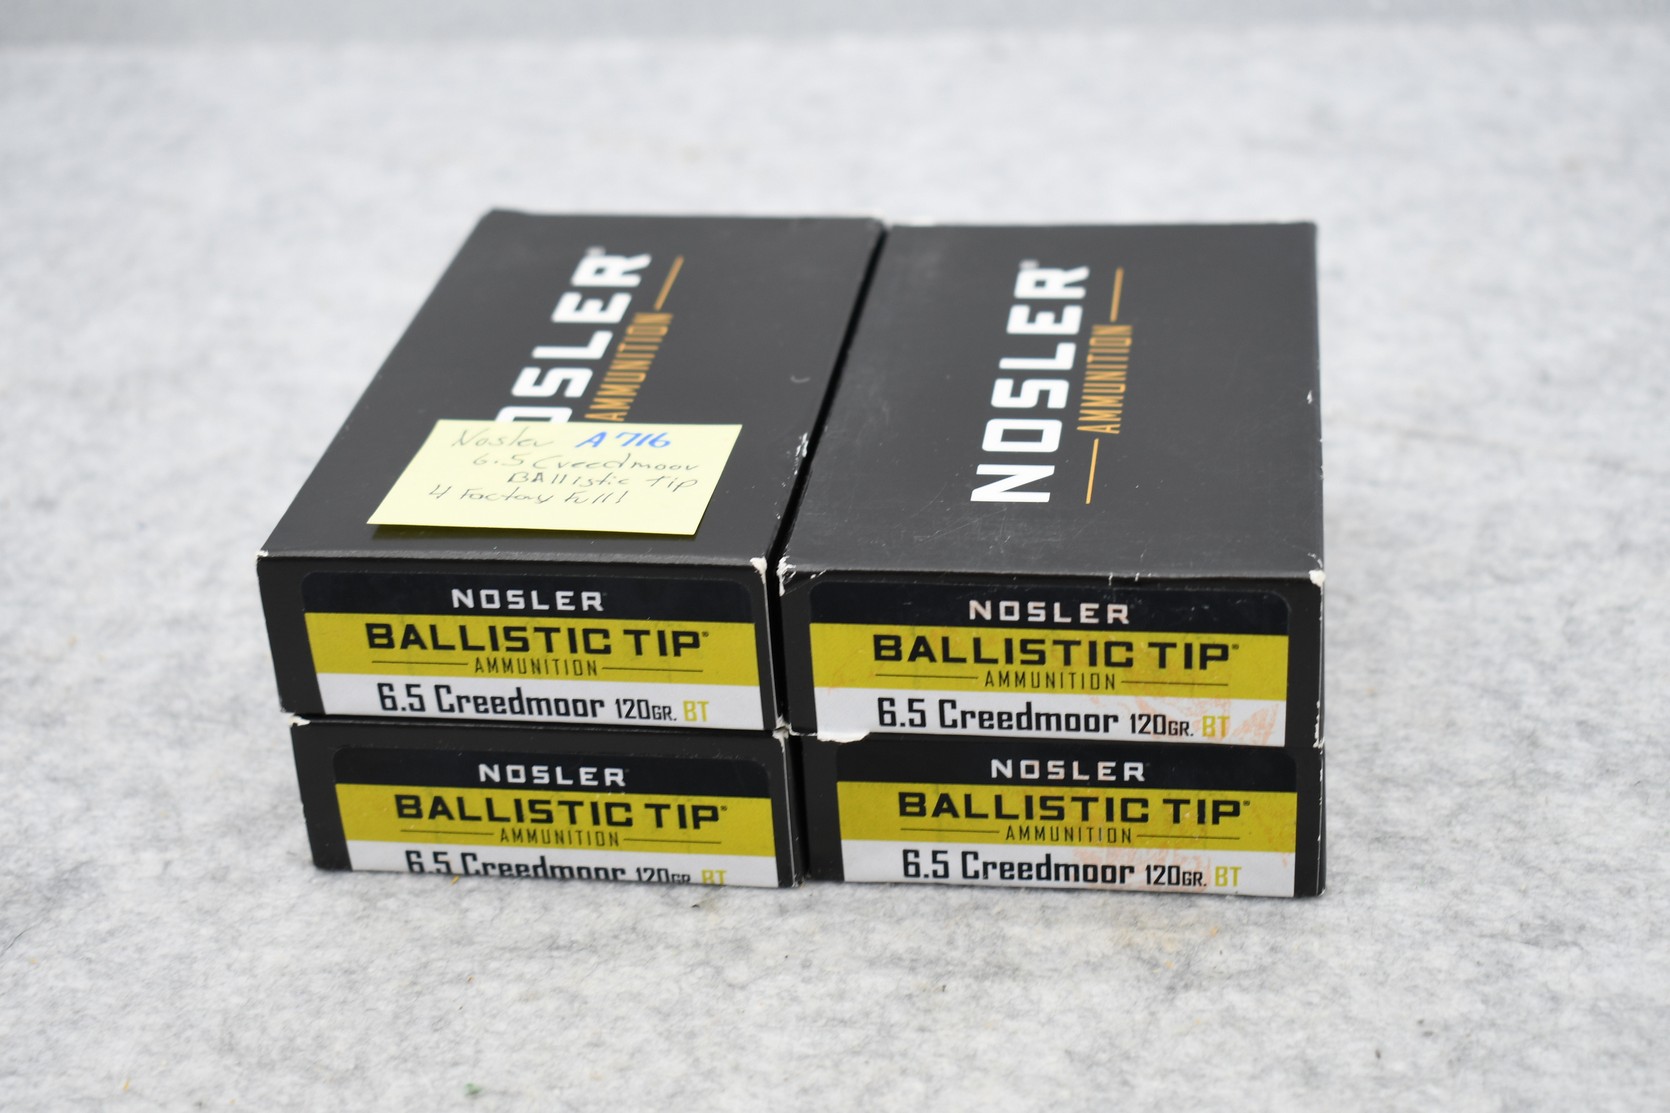 NOSLER®
AMMUNITION
NOSLER®
AMMUNITION
Nosler A716
6.5 Creedmoor
BAllistic Tip
4 Factory Full
NOSLER
BALLISTIC TIP®
AMMUNITION
6.5 Creedmoor 120GR. BT
NOSLER
BALLISTIC TIP®
AMMUNITION
6.5 Creedmoor 120GR. BT
NOSLER
BALLISTIC TIP®
AMMUNITION
6.5 Creedmoor 120GR. BT
NOSLER
BALLISTIC TIP®
AMMUNITION
6.5 Creedmoor 120GR. BT